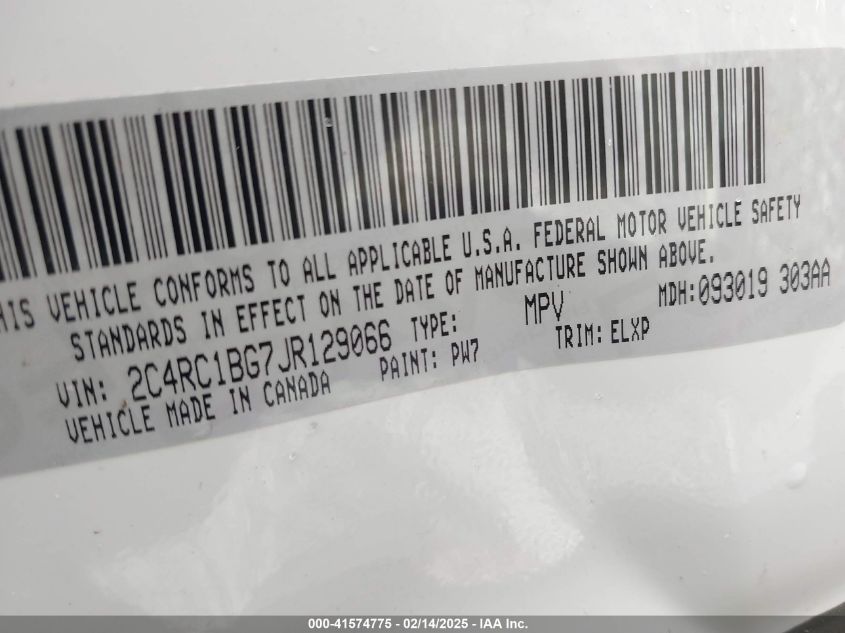 HIS VEHICLE CONFORMS TO ALL APPLICABLE U.S.A. FEDERAL MOTOR VEHICLE SAFETY
STANDARDS IN EFFECT ON THE DATE OF MANUFACTURE SHOWN ABOVE.
MDH:093019 303AA
VIN: 2C4RC1BG7JR129066 TYPE: MPV
VEHICLE MADE IN CANADA PAINT: PW7 TRIM: ELXP
000-41574775 - 02/14/2025 - IAA Inc.